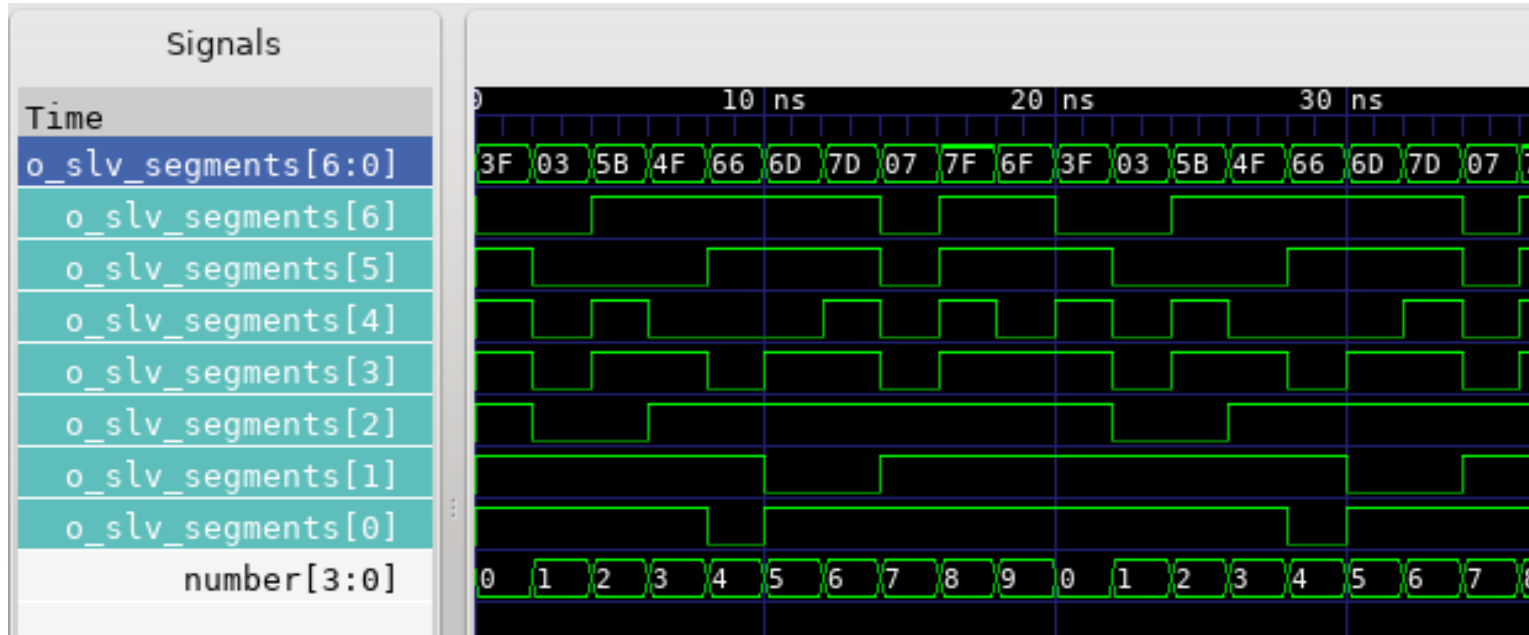 Signals
Time
0 10 ns 20 ns 30 ns
o_slv_segments[6:0] 3F 03 5B 4F 66 6D 7D 07 7F 6F 3F 03 5B 4F 66 6D 7D 07
o_slv_segments[6]
o_slv_segments[5]
o_slv_segments[4]
o_slv_segments[3]
o_slv_segments[2]
o_slv_segments[1]
o_slv_segments[0]
number[3:0] 0 1 2 3 4 5 6 7 8 9 0 1 2 3 4 5 6 7